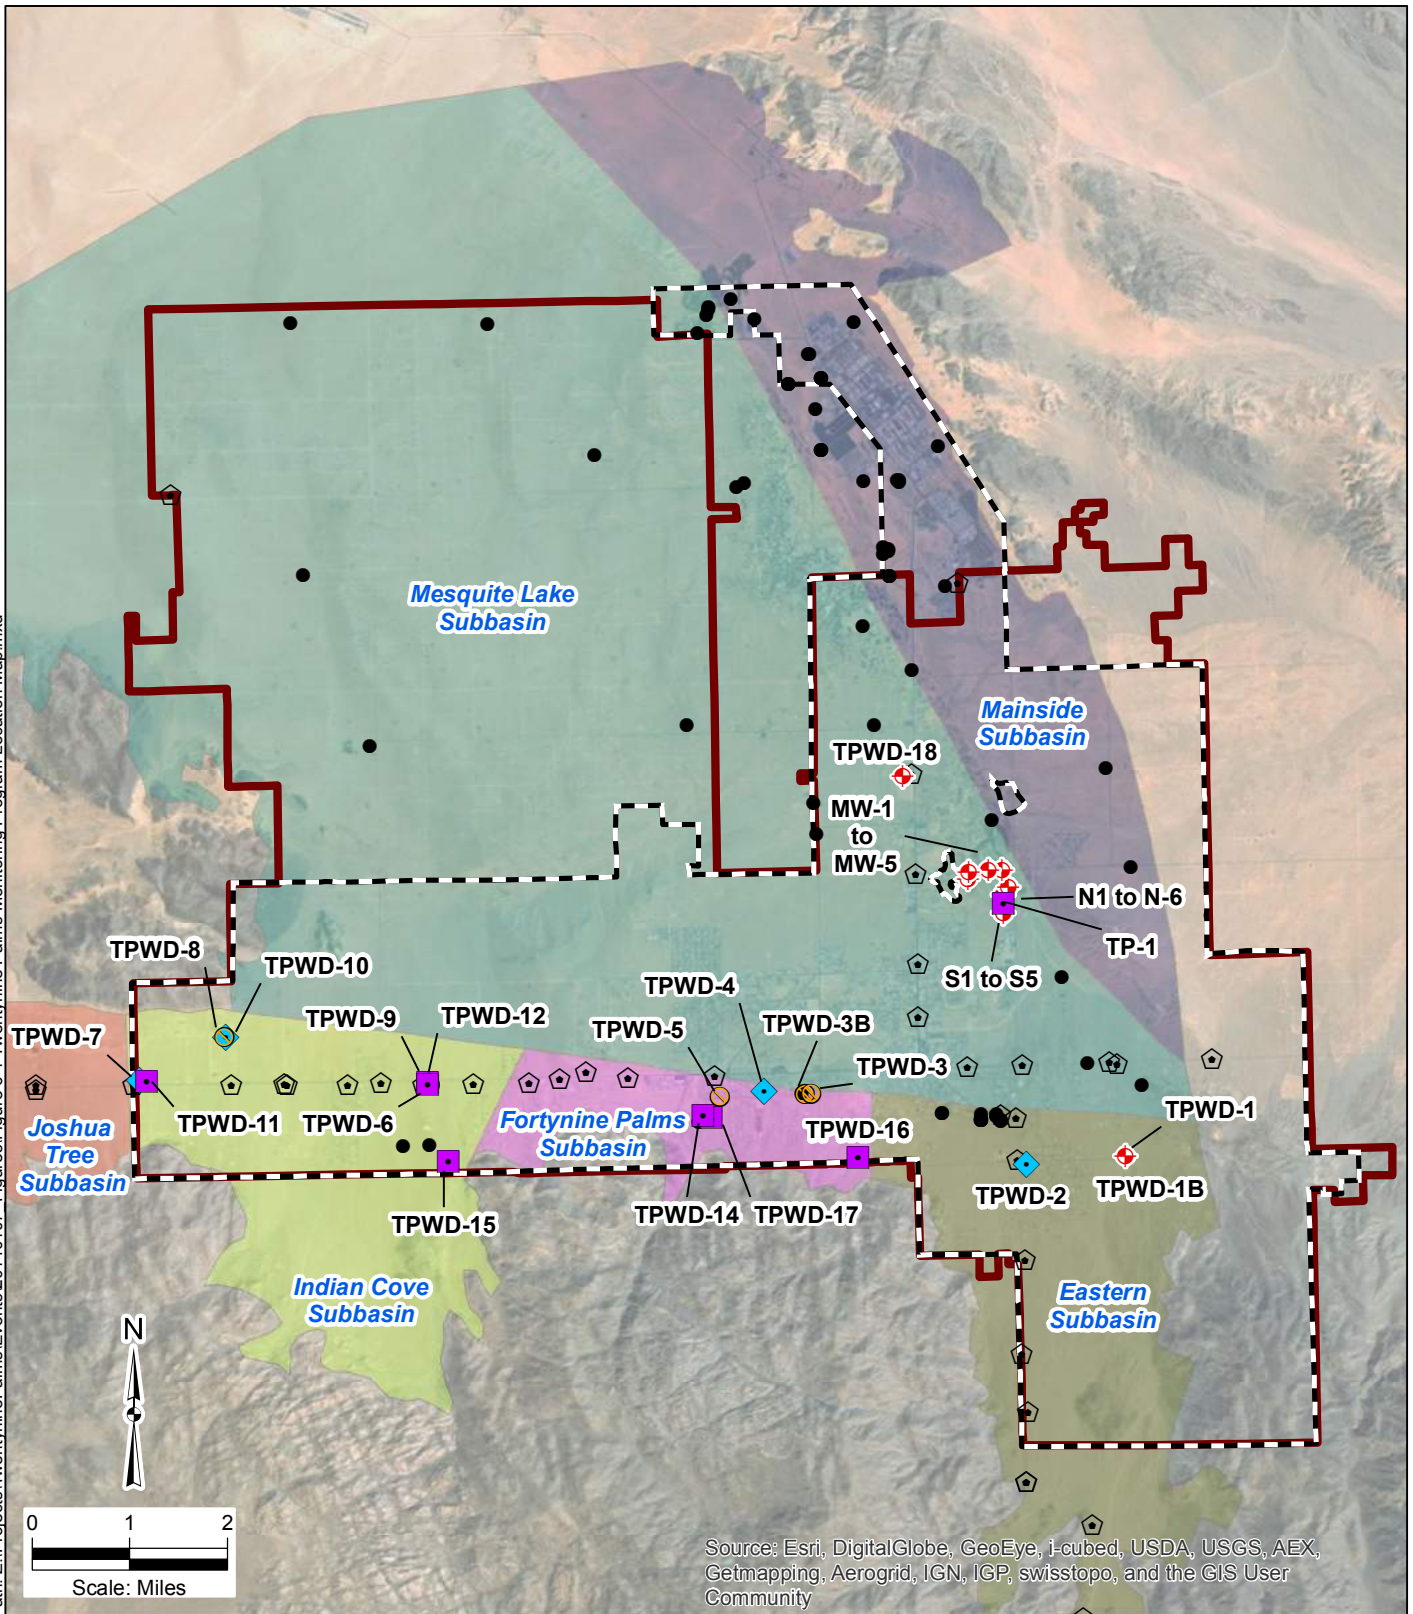 Mesquite Lake
Subbasin
Mainside
Subbasin
TPWD-18
MW-1
to
MW-5
N1 to N-6
TP-1
S1 to S5
TPWD-8
TPWD-10
TPWD-4
TPWD-9
TPWD-12
TPWD-5
TPWD-3B
TPWD-7
TPWD-3
TPWD-11
TPWD-6
Fortynine Palms
Subbasin
TPWD-1
TPWD-16
Joshua
Tree
Subbasin
TPWD-2
TPWD-1B
TPWD-15
TPWD-14
TPWD-17
Indian Cove
Subbasin
Eastern
Subbasin
N
0 1 2
Scale: Miles
Source: Esri, DigitalGlobe, GeoEye, i-cubed, USDA, USGS, AEX,
Getmapping, Aerogrid, IGN, IGP, swisstopo, and the GIS User
Community